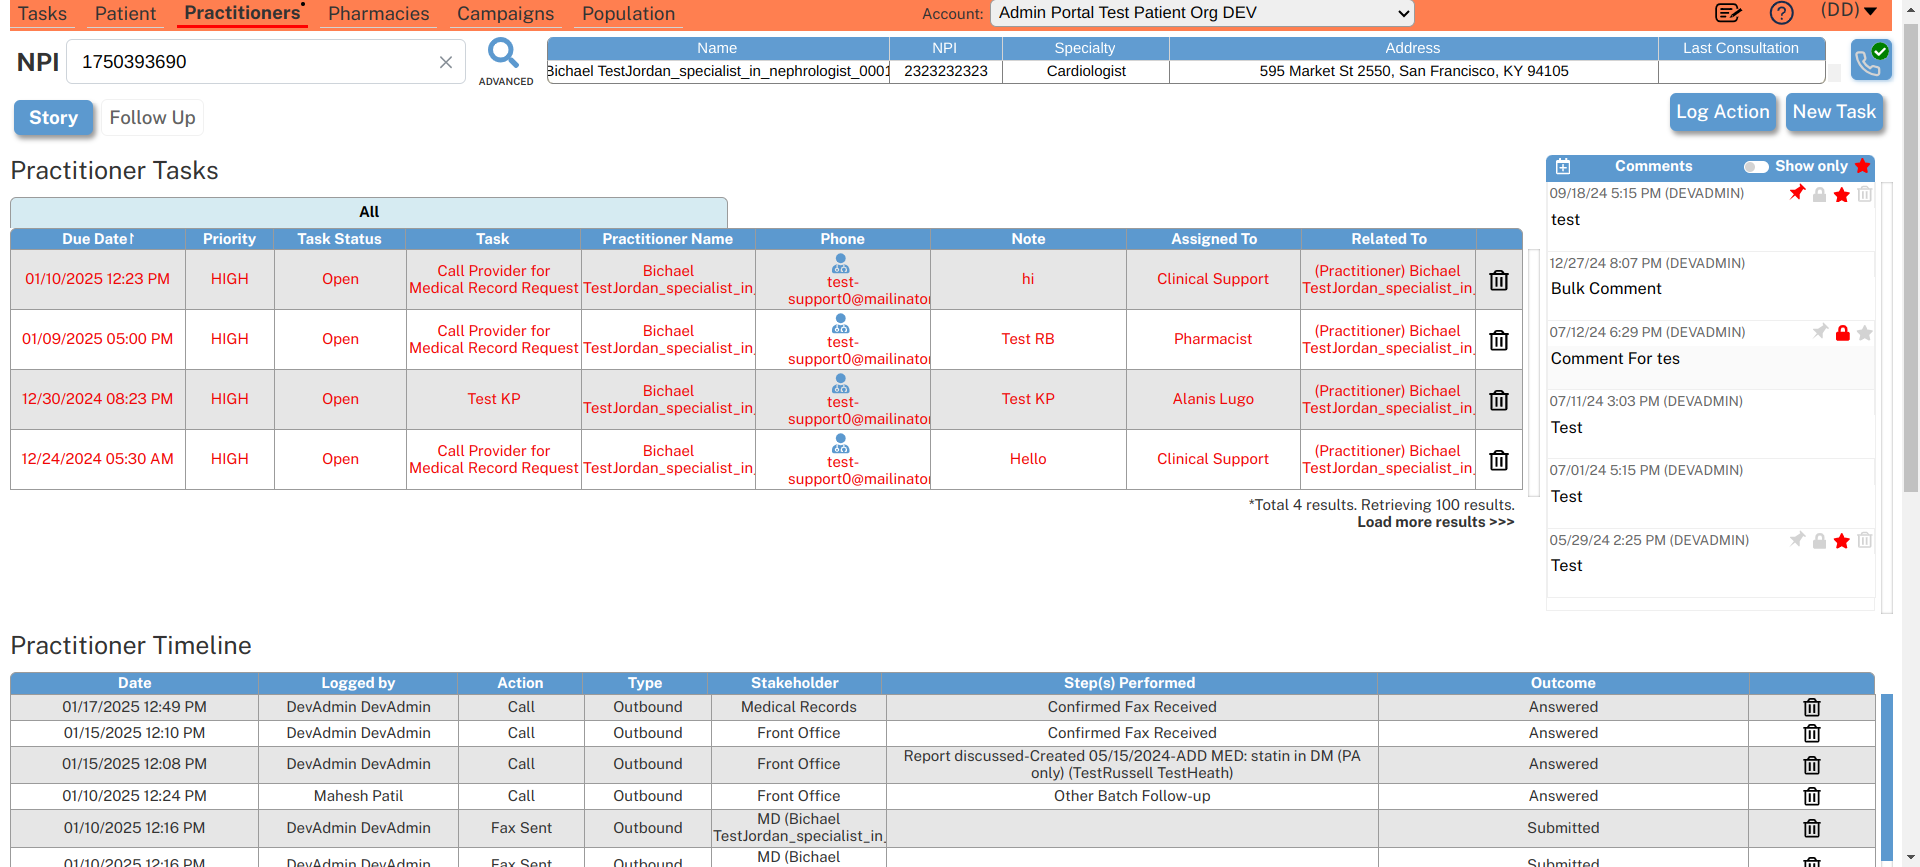 Tasks Patient Practitioners Pharmacies Campaigns Population Account: Admin Portal Test Patient Org DEV (DD)
NPI 1750393690 ADVANCED
Name NPI Specialty Address Last Consultation
Bichael TestJordan_specialist_in_nephrologist_0001 2323232323 Cardiologist 595 Market St 2550, San Francisco, KY 94105
Story Follow Up Log Action New Task
Practitioner Tasks
All
Due Date↑ Priority Task Status Task Practitioner Name Phone Note Assigned To Related To
01/10/2025 12:23 PM HIGH Open Call Provider for Medical Record Request Bichael TestJordan_specialist_in_ test-support0@mailinator hi Clinical Support (Practitioner) Bichael TestJordan_specialist_in_
01/09/2025 05:00 PM HIGH Open Call Provider for Medical Record Request Bichael TestJordan_specialist_in_ test-support0@mailinator Test RB Pharmacist (Practitioner) Bichael TestJordan_specialist_in_
12/30/2024 08:23 PM HIGH Open Test KP Bichael TestJordan_specialist_in_ test-support0@mailinator Test KP Alanis Lugo (Practitioner) Bichael TestJordan_specialist_in_
12/24/2024 05:30 AM HIGH Open Call Provider for Medical Record Request Bichael TestJordan_specialist_in_ test-support0@mailinator Hello Clinical Support (Practitioner) Bichael TestJordan_specialist_in_
*Total 4 results. Retrieving 100 results.
Load more results >>>
Comments Show only
09/18/24 5:15 PM (DEVADMIN)
test
12/27/24 8:07 PM (DEVADMIN)
Bulk Comment
07/12/24 6:29 PM (DEVADMIN)
Comment For tes
07/11/24 3:03 PM (DEVADMIN)
Test
07/01/24 5:15 PM (DEVADMIN)
Test
05/29/24 2:25 PM (DEVADMIN)
Test
Practitioner Timeline
Date Logged by Action Type Stakeholder Step(s) Performed Outcome
01/17/2025 12:49 PM DevAdmin DevAdmin Call Outbound Medical Records Confirmed Fax Received Answered
01/15/2025 12:10 PM DevAdmin DevAdmin Call Outbound Front Office Confirmed Fax Received Answered
01/15/2025 12:08 PM DevAdmin DevAdmin Call Outbound Front Office Report discussed-Created 05/15/2024-ADD MED: statin in DM (PA only) (TestRussell TestHeath) Answered
01/10/2025 12:24 PM Mahesh Patil Call Outbound Front Office Other Batch Follow-up Answered
01/10/2025 12:16 PM DevAdmin DevAdmin Fax Sent Outbound MD (Bichael TestJordan_specialist_in_ Submitted
01/10/2025 12:16 PM DevAdmin DevAdmin Fax Sent Outbound MD (Bichael Submitted